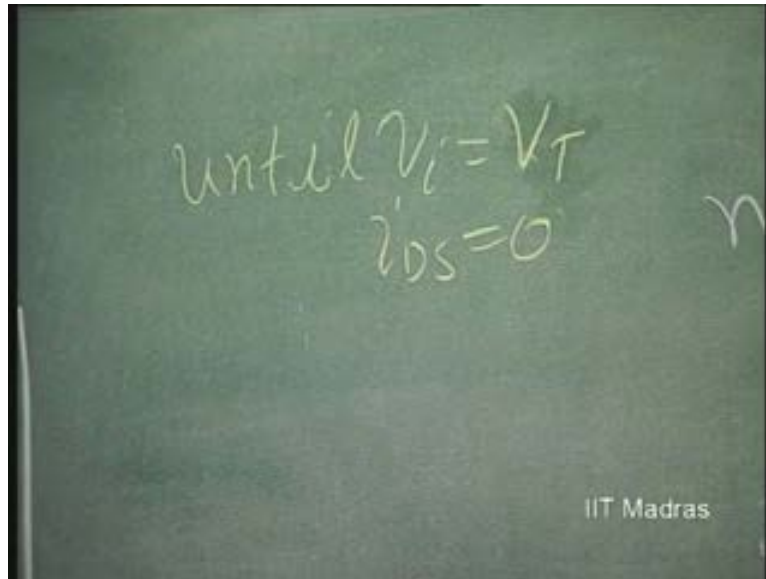 until Vi = VT
iDS = 0
n
IIT Madras